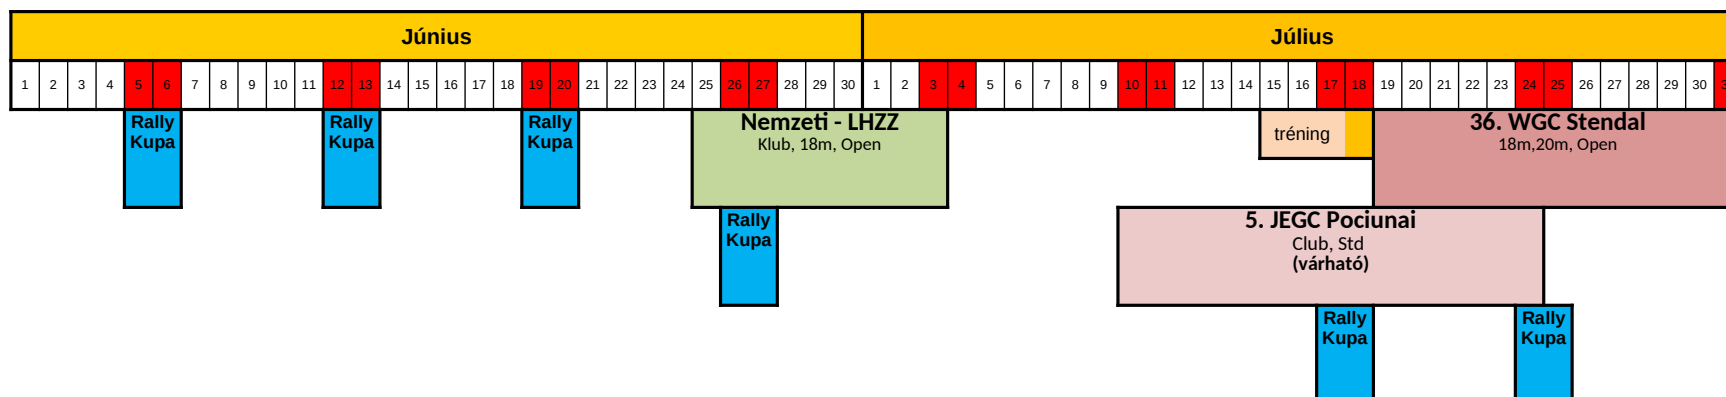 Június Július
1 2 3 4 5 6 7 8 9 10 11 12 13 14 15 16 17 18 19 20 21 22 23 24 25 26 27 28 29 30 1 2 3 4 5 6 7 8 9 10 11 12 13 14 15 16 17 18 19 20 21 22 23 24 25 26 27 28 29 30
Rally
Kupa
Rally
Kupa
Rally
Kupa
Nemzeti - LHZZ
Klub, 18m, Open
tréning
36. WGC Stendal
18m,20m, Open
Rally
Kupa
5. JEGC Pociunai
Club, Std
(várható)
Rally
Kupa
Rally
Kupa